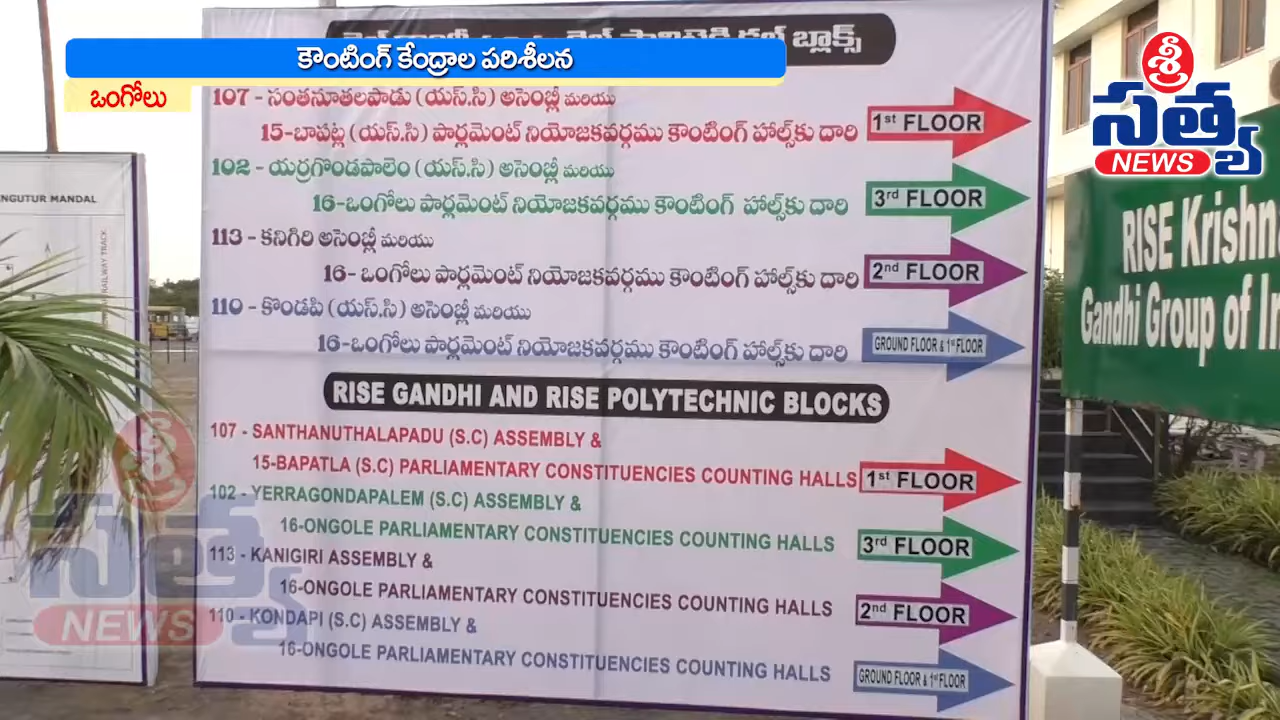 కౌంటింగ్ కేంద్రాల పరిశీలన
ఒంగోలు
శ్రీ
సత్య
NEWS
బ్లాక్స్
107 - సంతనూతలపాడు (యస్.సి) అసెంబ్లీ మరియు
15-బాపట్ల (యస్.సి) పార్లమెంట్ నియోజకవర్గము కౌంటింగ్ హాల్స్‌కు దారి
1st FLOOR
102 - యర్రగొండపాలెం (యస్.సి) అసెంబ్లీ మరియు
16-ఒంగోలు పార్లమెంట్ నియోజకవర్గము కౌంటింగ్ హాల్స్‌కు దారి
3rd FLOOR
113 - కనిగిరి అసెంబ్లీ మరియు
16- ఒంగోలు పార్లమెంట్ నియోజకవర్గము కౌంటింగ్ హాల్స్‌కు దారి
2nd FLOOR
110 - కొండపి (యస్.సి) అసెంబ్లీ మరియు
16-ఒంగోలు పార్లమెంట్ నియోజకవర్గము కౌంటింగ్ హాల్స్‌కు దారి
GROUND FLOOR & 1st FLOOR
RISE GANDHI AND RISE POLYTECHNIC BLOCKS
107 - SANTHANUTHALAPADU (S.C) ASSEMBLY &
15-BAPATLA (S.C) PARLIAMENTARY CONSTITUENCIES COUNTING HALLS
1st FLOOR
102 - YERRAGONDAPALEM (S.C) ASSEMBLY &
16-ONGOLE PARLIAMENTARY CONSTITUENCIES COUNTING HALLS
3rd FLOOR
113 - KANIGIRI ASSEMBLY &
16-ONGOLE PARLIAMENTARY CONSTITUENCIES COUNTING HALLS
2nd FLOOR
110 - KONDAPI (S.C) ASSEMBLY &
16-ONGOLE PARLIAMENTARY CONSTITUENCIES COUNTING HALLS
GROUND FLOOR & 1st FLOOR
NGUTUR MANDAL
RAILWAY TRACK
RISE Krishn
Gandhi Group of In
శ్రీ
సత్య
NEWS